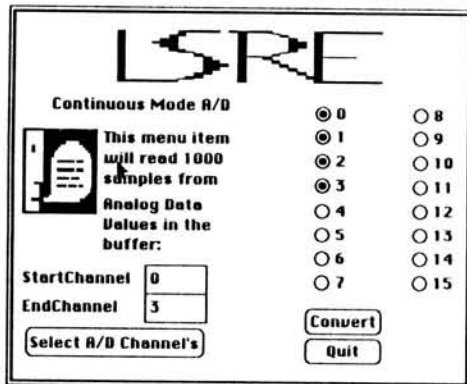 LSRE
Continuous Mode A/D
This menu item
will read 1000
samples from
Analog Data
Values in the
buffer:
StartChannel 0
EndChannel 3
Select A/D Channel's
0
1
2
3
4
5
6
7
8
9
10
11
12
13
14
15
Convert
Quit